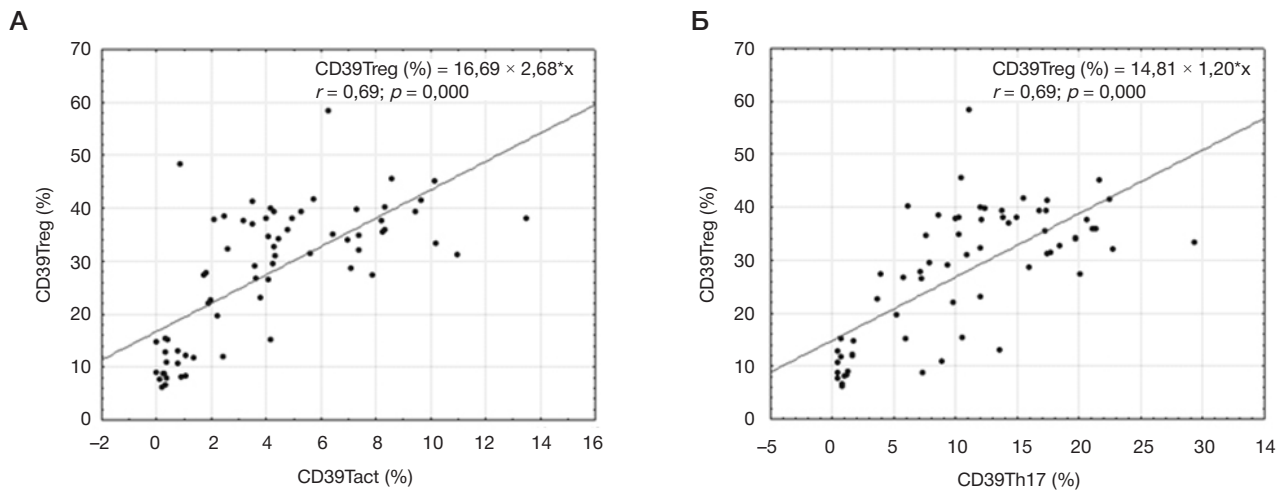 А
70
60
50
40
30
20
10
0
CD39Treg (%)
CD39Treg (%) = 16,69 × 2,68*x
r = 0,69; p = 0,000
–2 0 2 4 6 8 10 12 14 16
CD39Tact (%)
Б
70
60
50
40
30
20
10
0
CD39Treg (%)
CD39Treg (%) = 14,81 × 1,20*x
r = 0,69; p = 0,000
–5 0 5 10 15 20 30 14
CD39Th17 (%)